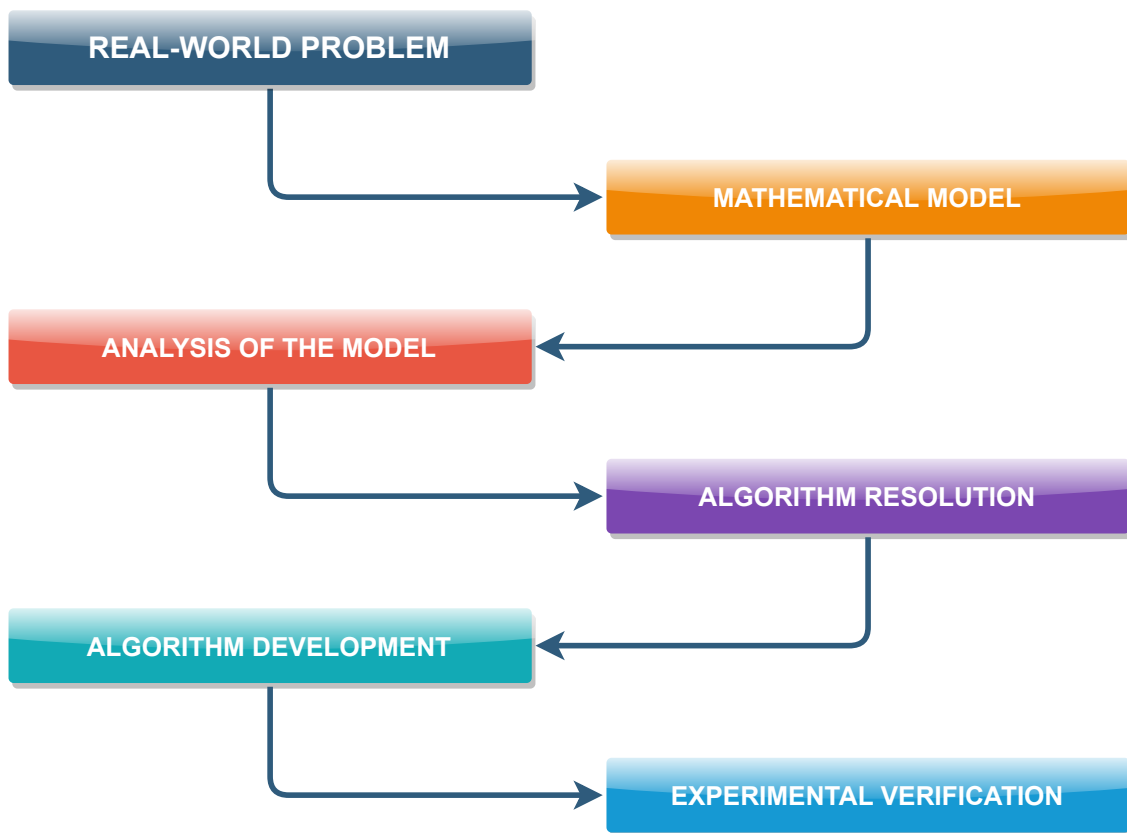 REAL-WORLD PROBLEM
MATHEMATICAL MODEL
ANALYSIS OF THE MODEL
ALGORITHM RESOLUTION
ALGORITHM DEVELOPMENT
EXPERIMENTAL VERIFICATION